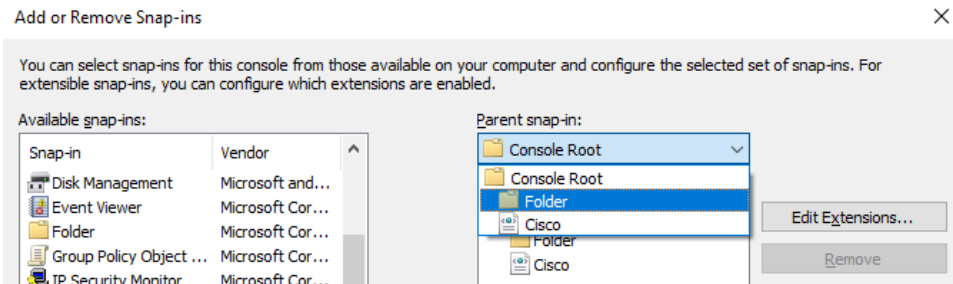 Add or Remove Snap-ins
You can select snap-ins for this console from those available on your computer and configure the selected set of snap-ins. For
extensible snap-ins, you can configure which extensions are enabled.
Available snap-ins:
Parent snap-in:
Snap-in Vendor
Disk Management Microsoft and...
Event Viewer Microsoft Cor...
Folder Microsoft Cor...
Group Policy Object ... Microsoft Cor...
IP Security Monitor Microsoft Cor...
Console Root
Console Root
Folder
Cisco
Folder
Cisco
Edit Extensions...
Remove